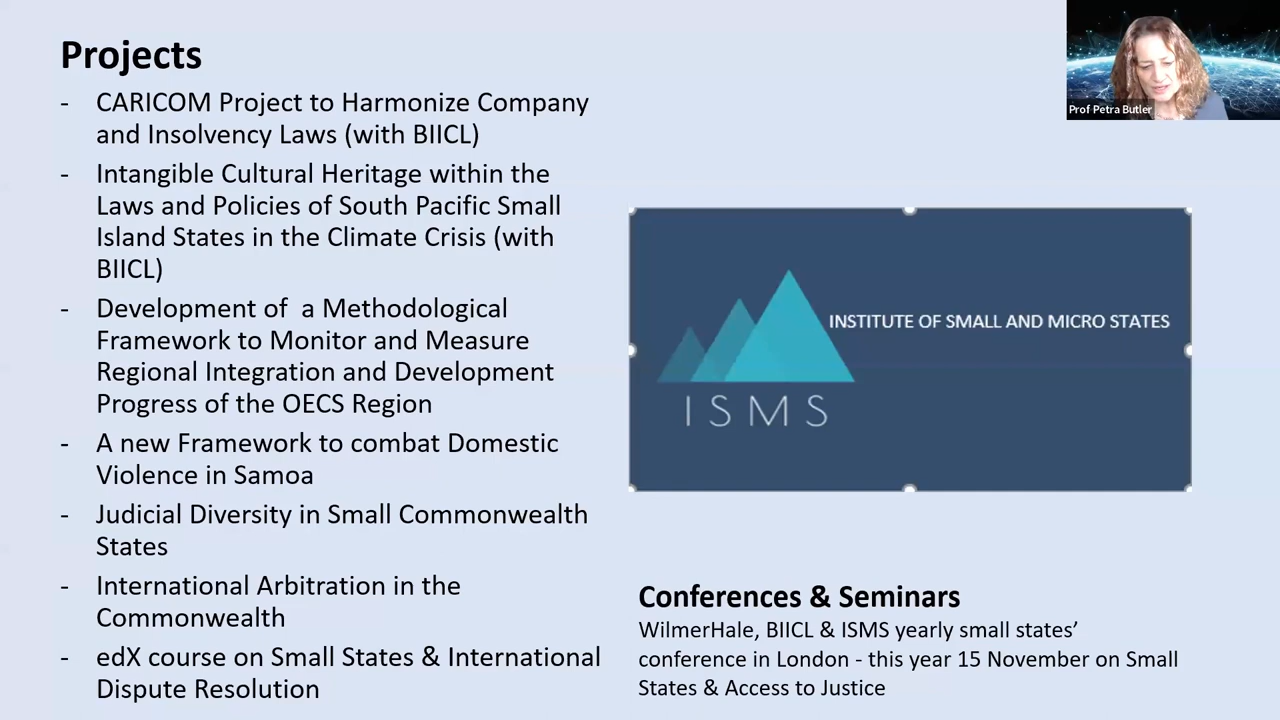 Projects
- CARICOM Project to Harmonize Company
and Insolvency Laws (with BIICL)
- Intangible Cultural Heritage within the
Laws and Policies of South Pacific Small
Island States in the Climate Crisis (with
BIICL)
- Development of  a Methodological
Framework to Monitor and Measure
Regional Integration and Development
Progress of the OECS Region
- A new Framework to combat Domestic
Violence in Samoa
- Judicial Diversity in Small Commonwealth
States
- International Arbitration in the
Commonwealth
- edX course on Small States & International
Dispute Resolution
Prof Petra Butler
INSTITUTE OF SMALL AND MICRO STATES
ISMS
Conferences & Seminars
WilmerHale, BIICL & ISMS yearly small states’
conference in London - this year 15 November on Small
States & Access to Justice